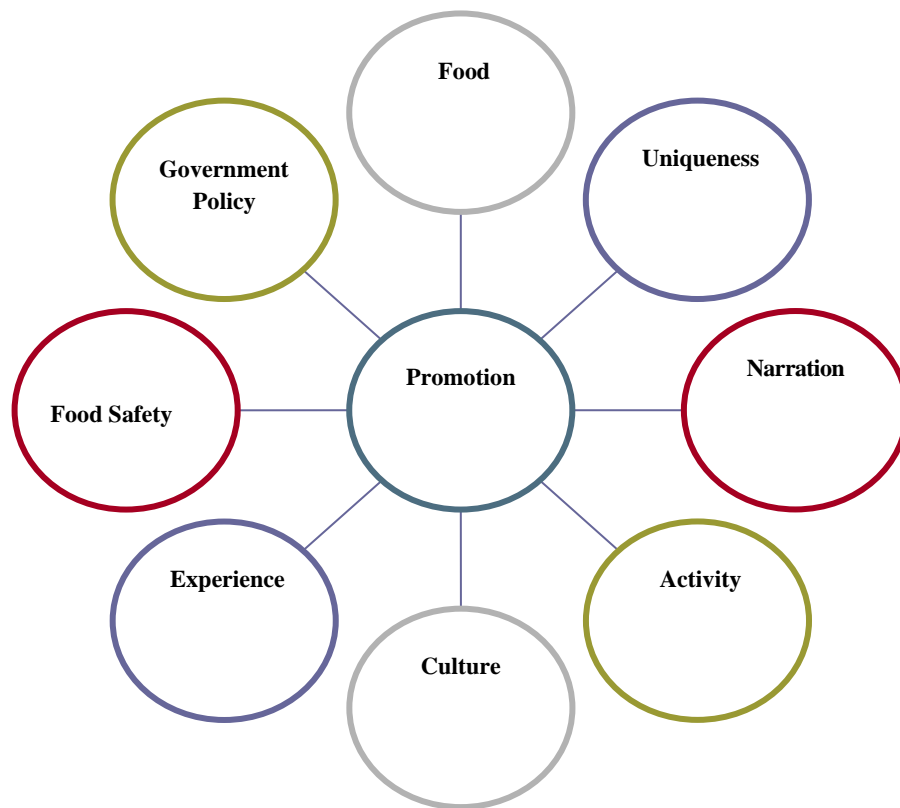 Food
Uniqueness
Government
Policy
Promotion
Narration
Food Safety
Experience
Activity
Culture